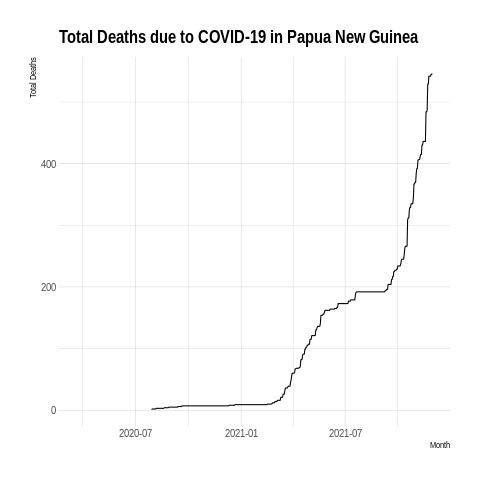 Total Deaths due to COVID-19 in Papua New Guinea
Total Deaths
400
200
0
2020-07
2021-01
2021-07
Month